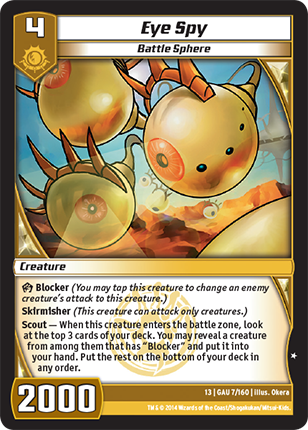 4
Eye Spy
Battle Sphere
Creature
Blocker (You may tap this creature to change an enemy
creature's attack to this creature.)
Skirmisher (This creature can attack only creatures.)
Scout — When this creature enters the battle zone, look
at the top 3 cards of your deck. You may reveal a creature
from among them that has "Blocker" and put it into
your hand. Put the rest on the bottom of your deck in
any order.
13 | GAU 7/160 | illus. Okera
2000
TM & © 2014 Wizards of the Coast/Shogakukan/Mitsui-Kids.